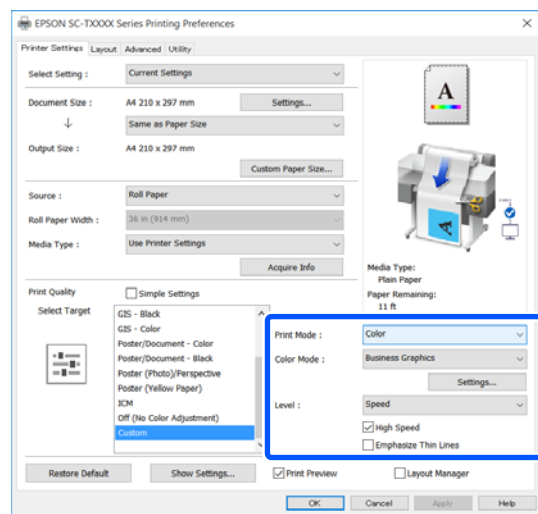 EPSON SC-TXXXX Series Printing Preferences
Printer Settings Layout Advanced Utility
Select Setting : Current Settings
Document Size : A4 210 x 297 mm Settings...
Same as Paper Size
Output Size : A4 210 x 297 mm
Custom Paper Size...
Source : Roll Paper
Roll Paper Width : 36 in (914 mm)
Media Type : Use Printer Settings
Acquire Info
A
Media Type:
Plain Paper
Paper Remaining:
11 ft
Print Quality Simple Settings
Select Target
GIS - Black
GIS - Color
Poster/Document - Color
Poster/Document - Black
Poster (Photo)/Perspective
Poster (Yellow Paper)
ICM
Off (No Color Adjustment)
Custom
Print Mode : Color
Color Mode : Business Graphics
Settings...
Level : Speed
High Speed
Emphasize Thin Lines
Restore Default Show Settings... Print Preview Layout Manager
OK Cancel Apply Help